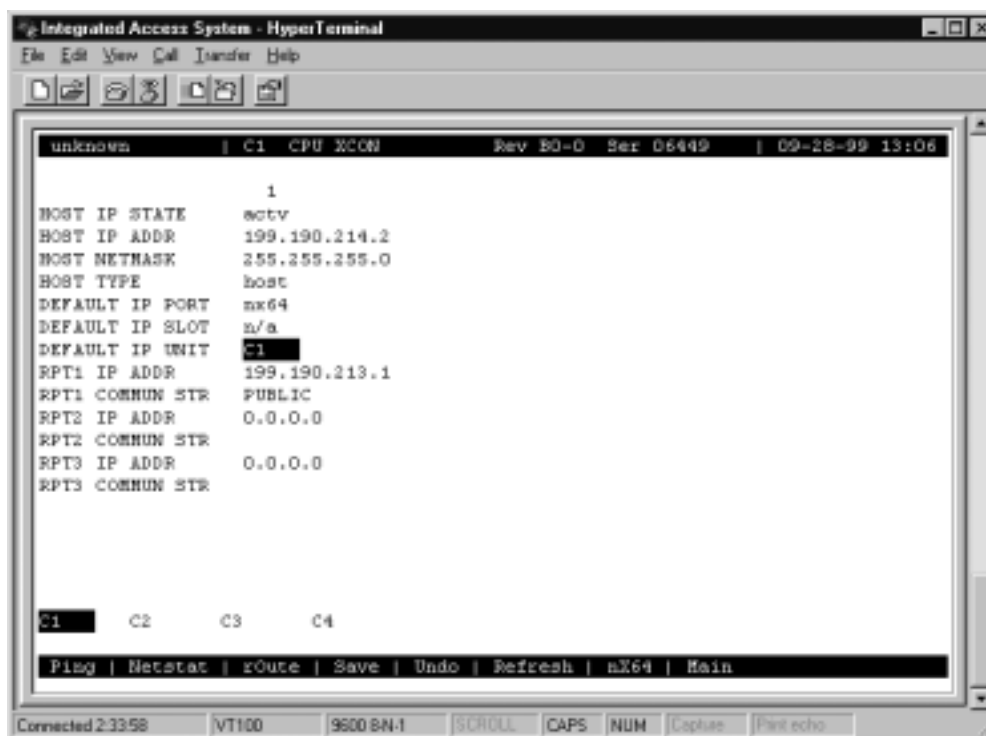 Integrated Access System - HyperTerminal
File Edit View Call Transfer Help
unknown | C1 CPU XCON Rev B0-0 Ser 06449 | 09-28-99 13:06
1
HOST IP STATE actv
HOST IP ADDR 199.190.214.2
HOST NETMASK 255.255.255.0
HOST TYPE host
DEFAULT IP PORT nx64
DEFAULT IP SLOT n/a
DEFAULT IP UNIT C1
RPT1 IP ADDR 199.190.213.1
RPT1 COMMUN STR PUBLIC
RPT2 IP ADDR 0.0.0.0
RPT2 COMMUN STR
RPT3 IP ADDR 0.0.0.0
RPT3 COMMUN STR
C1 C2 C3 C4
Ping | Netstat | rOute | Save | Undo | Refresh | nX64 | Main
Connected 2:33:58 VT100 9600 8-N-1 SCROLL CAPS NUM Capture Print echo